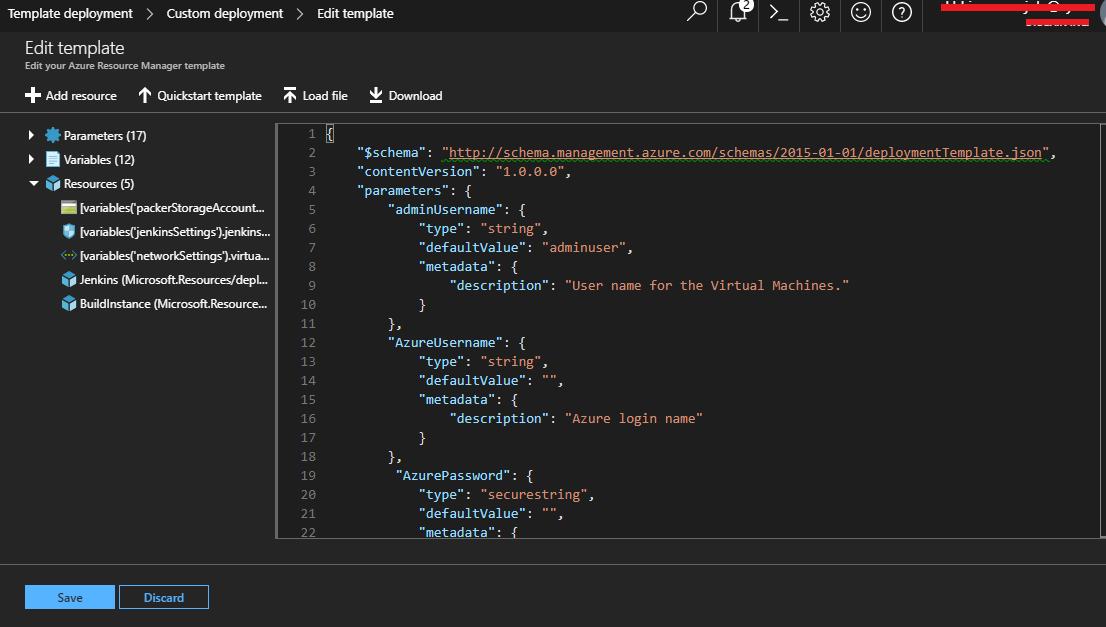 Template deployment > Custom deployment > Edit template
2
Edit template
Edit your Azure Resource Manager template
Add resource Quickstart template Load file Download
Parameters (17)
Variables (12)
Resources (5)
[variables('packerStorageAccount...
[variables('jenkinsSettings').jenkins...
[variables('networkSettings').virtua...
Jenkins (Microsoft.Resources/depl...
BuildInstance (Microsoft.Resource...
1 {
2 "$schema": "http://schema.management.azure.com/schemas/2015-01-01/deploymentTemplate.json",
3 "contentVersion": "1.0.0.0",
4 "parameters": {
5 "adminUsername": {
6 "type": "string",
7 "defaultValue": "adminuser",
8 "metadata": {
9 "description": "User name for the Virtual Machines."
10 }
11 },
12 "AzureUsername": {
13 "type": "string",
14 "defaultValue": "",
15 "metadata": {
16 "description": "Azure login name"
17 }
18 },
19 "AzurePassword": {
20 "type": "securestring",
21 "defaultValue": "",
22 "metadata": {
Save Discard